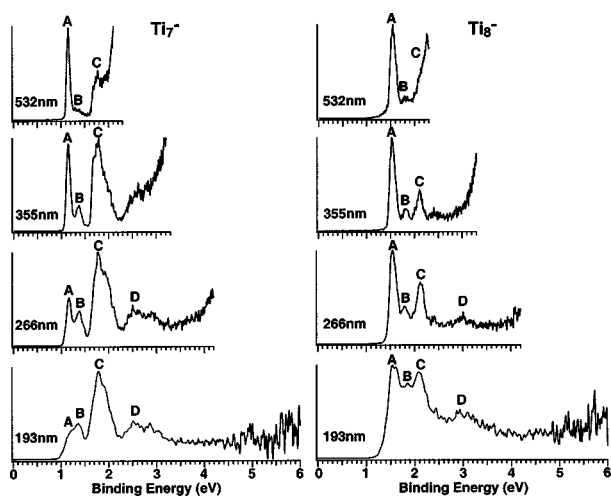 Ti7-
A
B
C
532nm
A
B
C
355nm
A
B
C
D
266nm
A
B
C
D
193nm
0 1 2 3 4 5 6
Binding Energy (eV)
Ti8-
A
B
C
532nm
A
B
C
355nm
A
B
C
D
266nm
A
B
C
D
193nm
0 1 2 3 4 5 6
Binding Energy (eV)